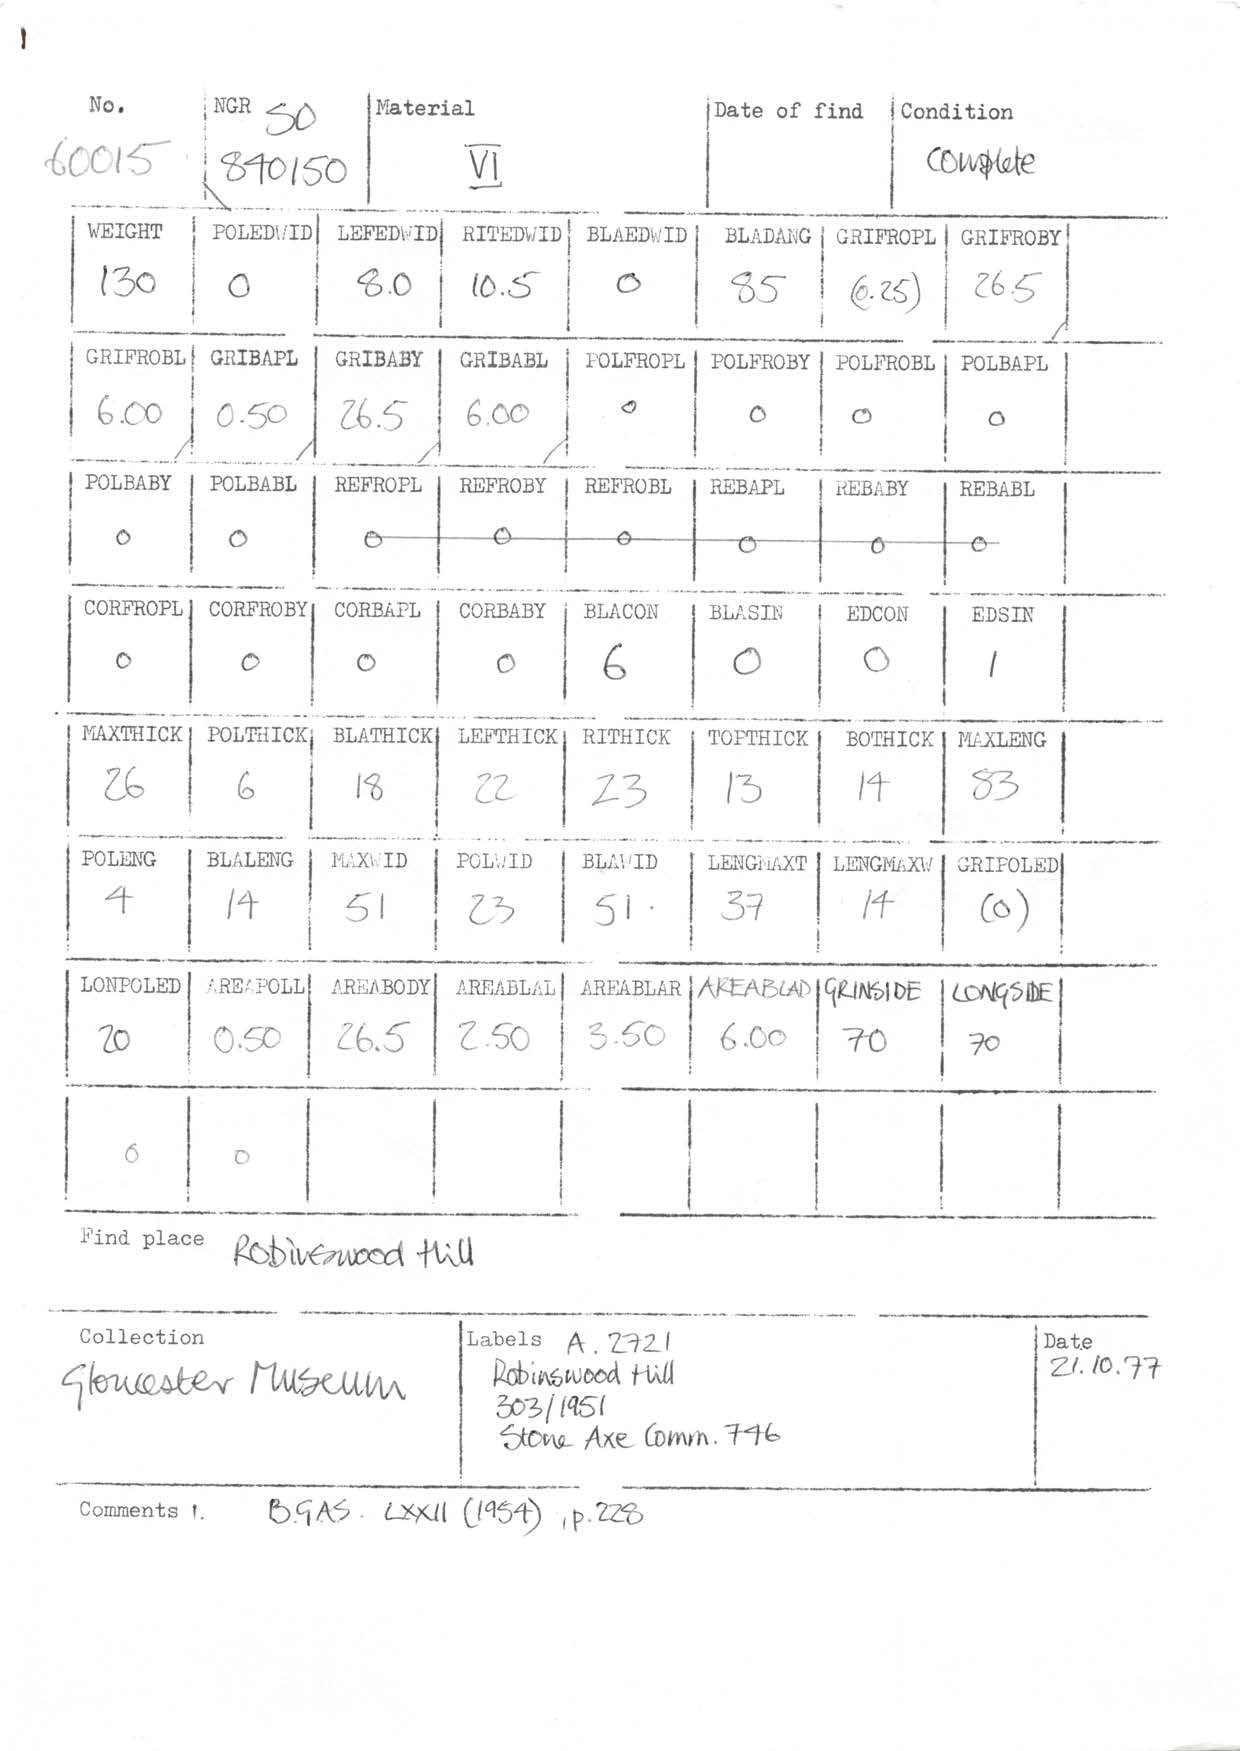 1
No. NGR SO Material Date of find Condition
60015 840150 VI complete
WEIGHT POLEDWID LEFEDWID RITEDWID BLAEDWID BLADANG GRIFROPL GRIFROBY
130 0 8.0 10.5 0 85 (0.25) 26.5
GRIFROBL GRIBAPL GRIBABY GRIBABL POLFROPL POLFROBY POLFROBL POLBAPL
6.00 0.50 26.5 6.00 0 0 0 0
POLBABY POLBABL REFROPL REFROBY REFROBL REBAPL REBABY REBABL
0 0 0 0 0 0 0 0
CORFROPL CORFROBY CORBAPL CORBABY BLACON BLASIN EDCON EDSIN
0 0 0 0 6 0 0 1
MAXTHICK POLTHICK BLATHICK LEFTHICK RITHICK TOPTHICK BOTHICK MAXLENG
26 6 18 22 23 13 14 83
POLENG BLALENG MAXWID POLWID BLAWID LENGMAXT LENGMAXW GRIPOLED
4 14 51 23 51. 37 14 (0)
LONPOLED AREAPOLL AREABODY AREABLAL AREABLAR AREABLAD GRINSIDE LONGSIDE
20 0.50 26.5 2.50 3.50 6.00 70 70
0 0
Find place Robinswood Hill
Collection Labels A. 2721 Date
Gloucester Museum Robinswood Hill 21.10.77
303/1951
Stone Axe Comm. 746
Comments 1. B.G.A.S. LXXII (1954), p. 228